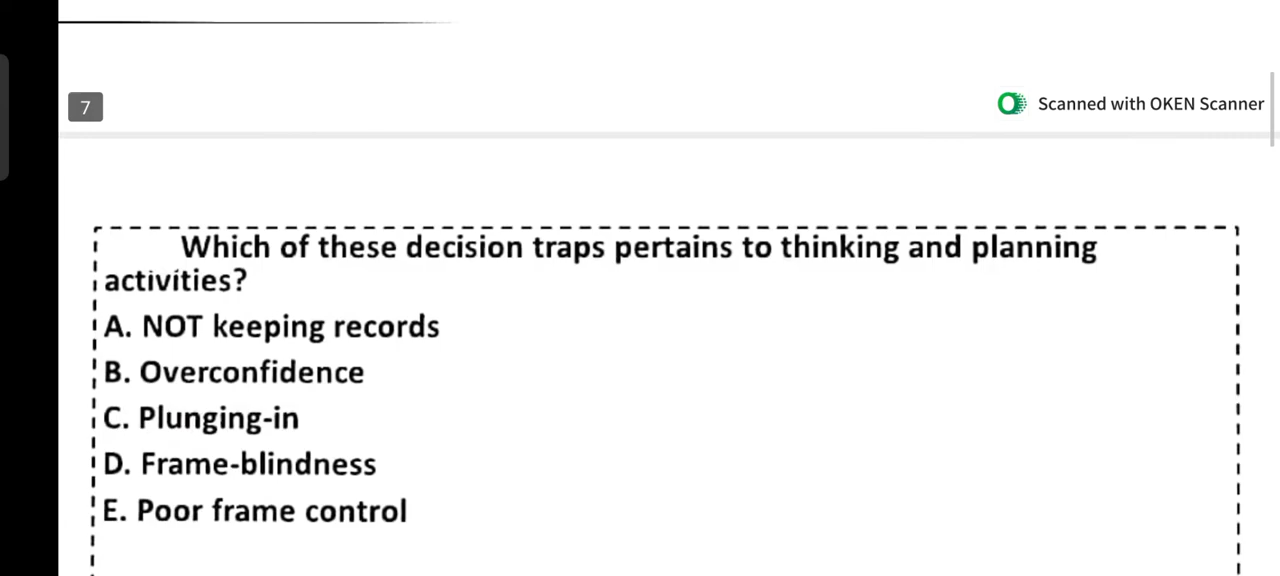 7
Scanned with OKEN Scanner
Which of these decision traps pertains to thinking and planning
activities?
A. NOT keeping records
B. Overconfidence
C. Plunging-in
D. Frame-blindness
E. Poor frame control